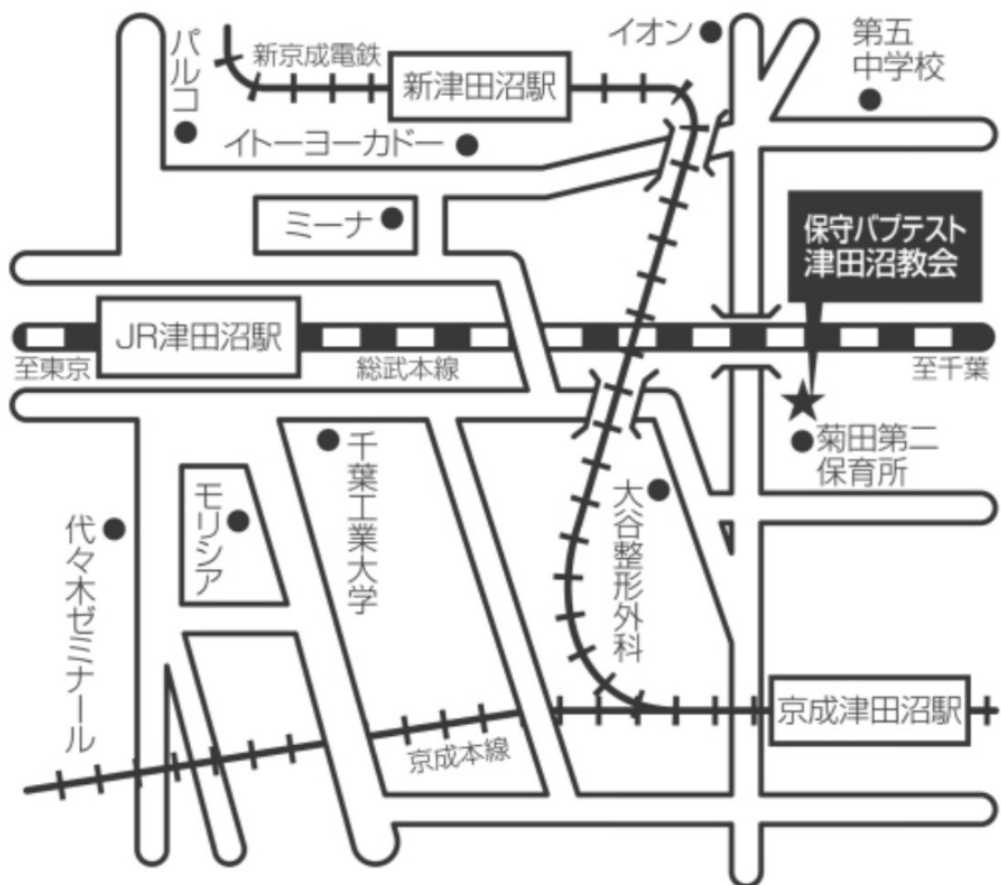 パルコ
新京成電鉄
新津田沼駅
イオン
第五
中学校
イトーヨーカドー
ミーナ
保守バプテスト
津田沼教会
JR津田沼駅
至東京
総武本線
至千葉
菊田第二
保育所
千葉工業大学
モリシア
代々木ゼミナール
大谷整形外科
京成津田沼駅
京成本線